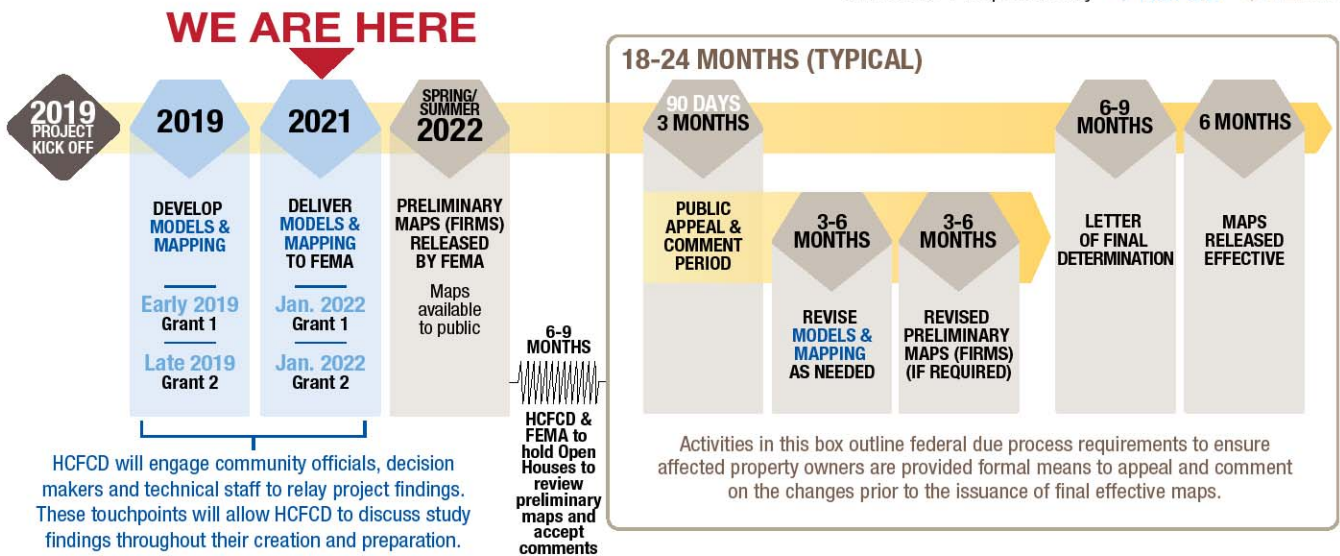 WE ARE HERE
2019
PROJECT
KICK OFF
2019
DEVELOP
MODELS &
MAPPING
Early 2019
Grant 1
Late 2019
Grant 2
2021
DELIVER
MODELS &
MAPPING
TO FEMA
Jan. 2022
Grant 1
Jan. 2022
Grant 2
HCFCD will engage community officials, decision
makers and technical staff to relay project findings.
These touchpoints will allow HCFCD to discuss study
findings throughout their creation and preparation.
SPRING/
SUMMER
2022
PRELIMINARY
MAPS (FIRMS)
RELEASED
BY FEMA
Maps
available
to public
6-9
MONTHS
HCFCD &
FEMA to
hold Open
Houses to
review
preliminary
maps and
accept
comments
18-24 MONTHS (TYPICAL)
90 DAYS
3 MONTHS
PUBLIC
APPEAL &
COMMENT
PERIOD
3-6
MONTHS
REVISE
MODELS &
MAPPING
AS NEEDED
3-6
MONTHS
REVISED
PRELIMINARY
MAPS (FIRMS)
(IF REQUIRED)
6-9
MONTHS
LETTER
OF FINAL
DETERMINATION
6 MONTHS
MAPS
RELEASED
EFFECTIVE
Activities in this box outline federal due process requirements to ensure
affected property owners are provided formal means to appeal and comment
on the changes prior to the issuance of final effective maps.